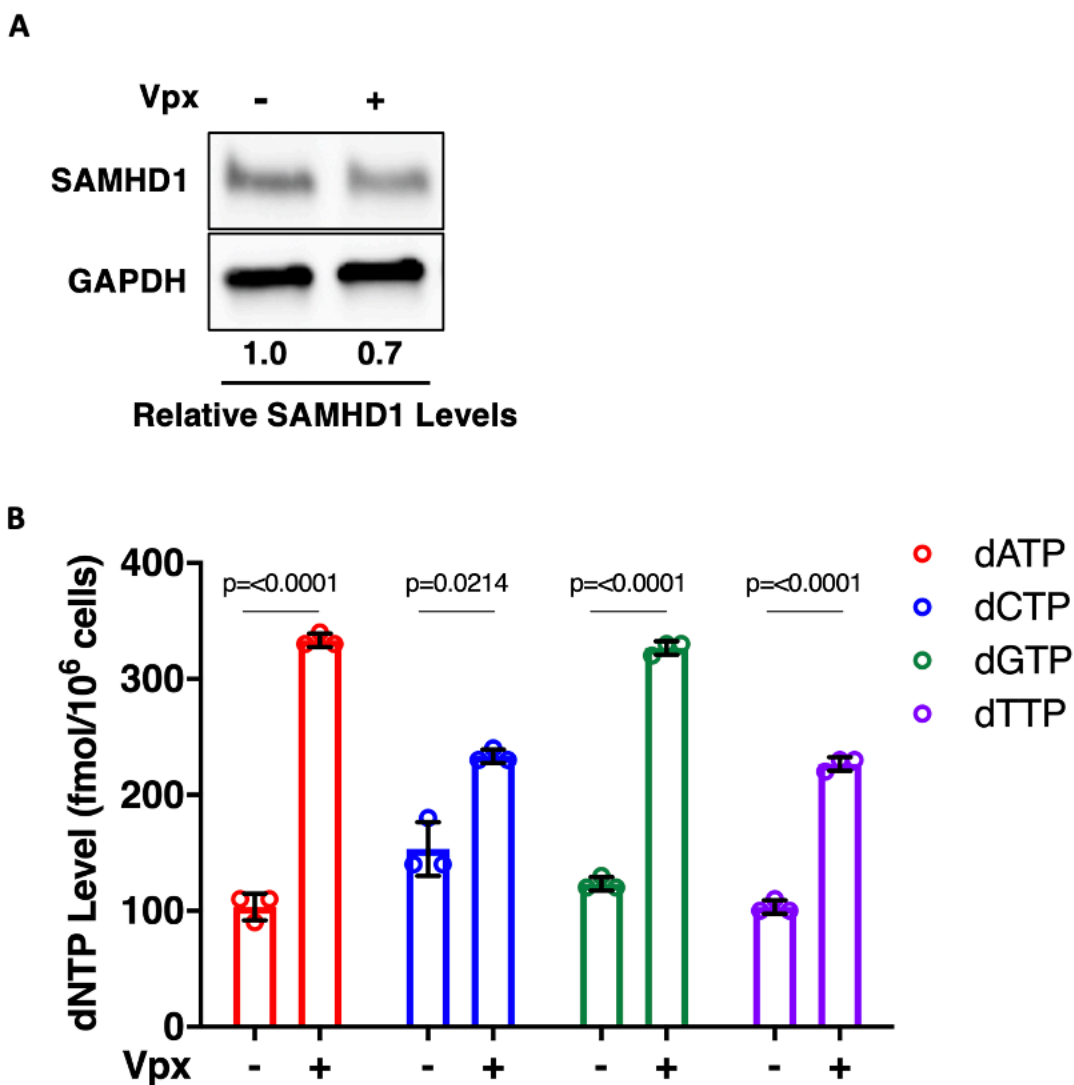 A
Vpx - +
SAMHD1
GAPDH
1.0 0.7
Relative SAMHD1 Levels
B
dNTP Level (fmol/10⁶ cells)
400
300
200
100
0
p=<0.0001 p=0.0214 p=<0.0001 p=<0.0001
dATP
dCTP
dGTP
dTTP
Vpx - + - + - + - +